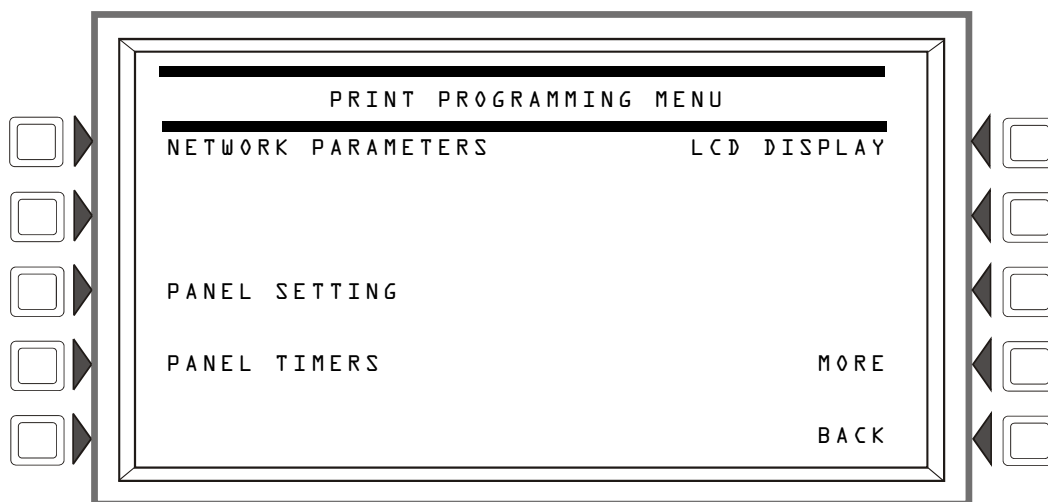 PRINT PROGRAMMING MENU
NETWORK PARAMETERS LCD DISPLAY
PANEL SETTING
PANEL TIMERS MORE
BACK